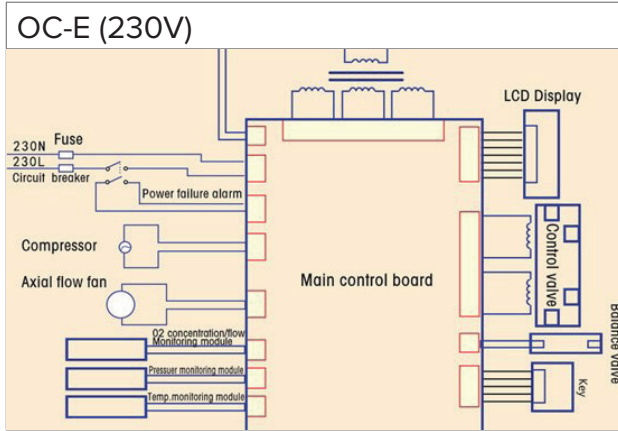 OC-E (230V)
LCD Display
Fuse
230N
230L
Circuit breaker
Power failure alarm
Compressor
Control valve
Main control board
Axial flow fan
Balance valve
O2 concentration/flow
Monitoring module
Pressuer monitoring module
Key
Temp.monitoring module